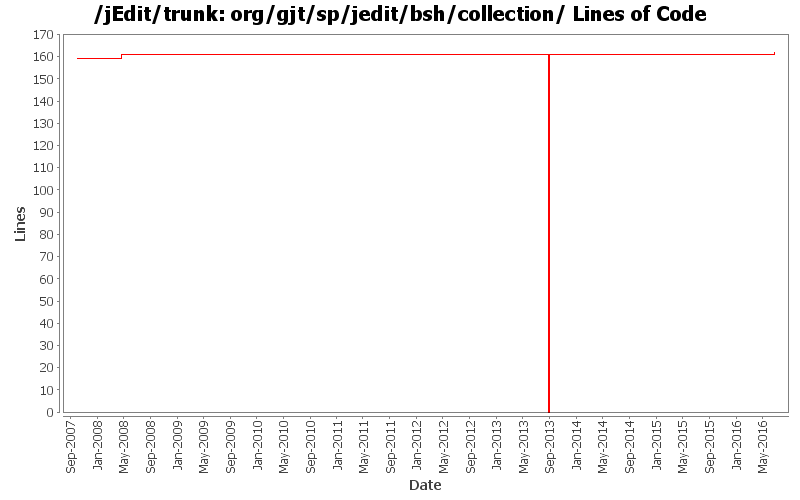 /jEdit/trunk: org/gjt/sp/jedit/bsh/collection/ Lines of Code
170
160
150
140
130
120
110
100
90
80
70
60
50
40
30
20
10
0
Lines
Sep-2007
Jan-2008
May-2008
Sep-2008
Jan-2009
May-2009
Sep-2009
Jan-2010
May-2010
Sep-2010
Jan-2011
May-2011
Sep-2011
Jan-2012
May-2012
Sep-2012
Jan-2013
May-2013
Sep-2013
Jan-2014
May-2014
Sep-2014
Jan-2015
May-2015
Sep-2015
Jan-2016
May-2016
Date